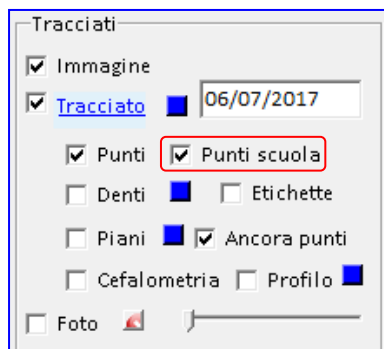 Tracciati
Immagine
Tracciato 06/07/2017
Punti Punti scuola
Denti Etichette
Piani Ancora punti
Cefalometria Profilo
Foto